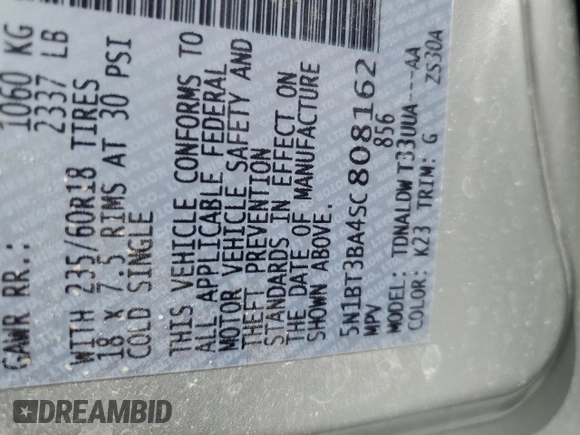 GAWR RR.: 1060 KG
2337 LB
WITH 235/60R18 TIRES
18 X 7.5 RIMS AT 30 PSI
COLD SINGLE
THIS VEHICLE CONFORMS TO
ALL APPLICABLE FEDERAL
MOTOR VEHICLE SAFETY AND
THEFT PREVENTION
STANDARDS IN EFFECT ON
THE DATE OF MANUFACTURE
SHOWN ABOVE.
5N1BT3BA4SC808162
MPV 856
MODEL: TDNALDWT33UUA----AA
COLOR: K23 TRIM: G ZS30A
DREAMBID